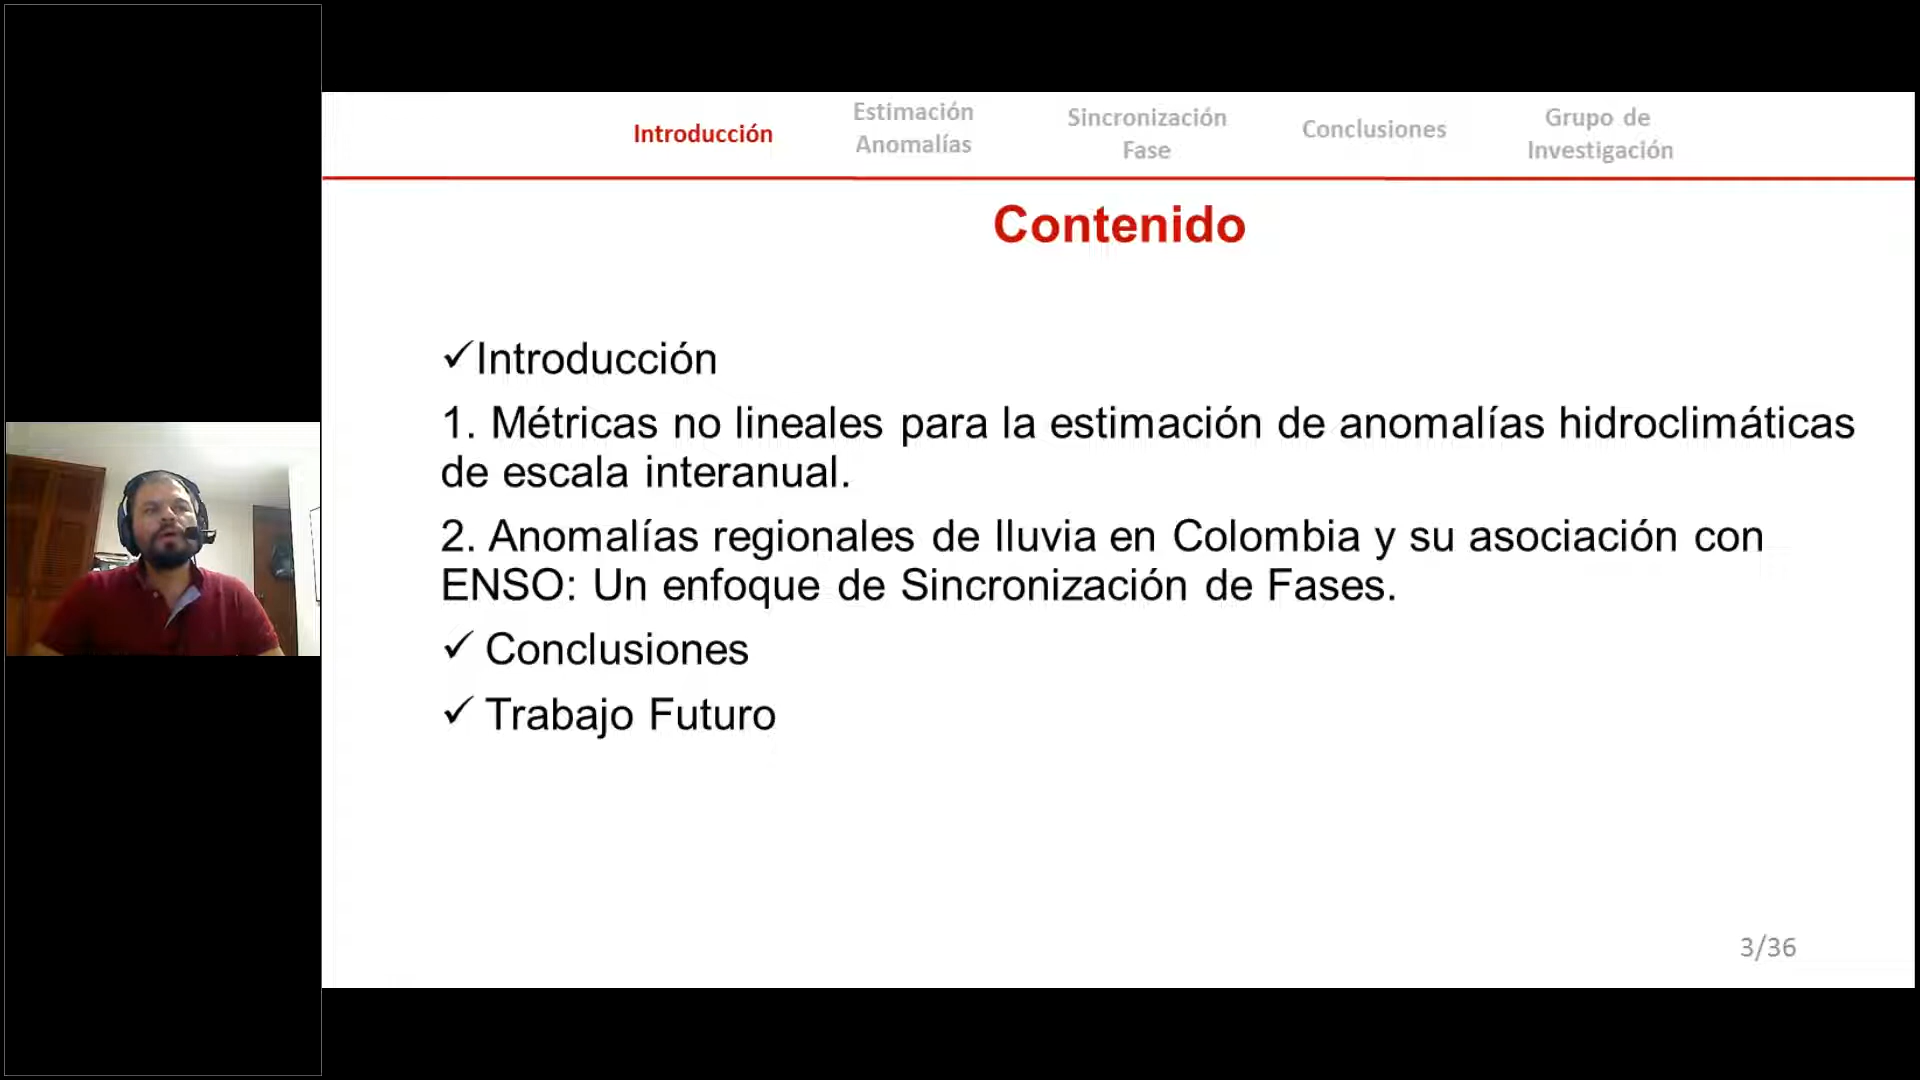 Introducción
Estimación
Anomalías
Sincronización
Fase
Conclusiones
Grupo de
Investigación
Contenido
✓Introducción
1. Métricas no lineales para la estimación de anomalías hidroclimáticas
de escala interanual.
2. Anomalías regionales de lluvia en Colombia y su asociación con
ENSO: Un enfoque de Sincronización de Fases.
✓ Conclusiones
✓ Trabajo Futuro
3/36